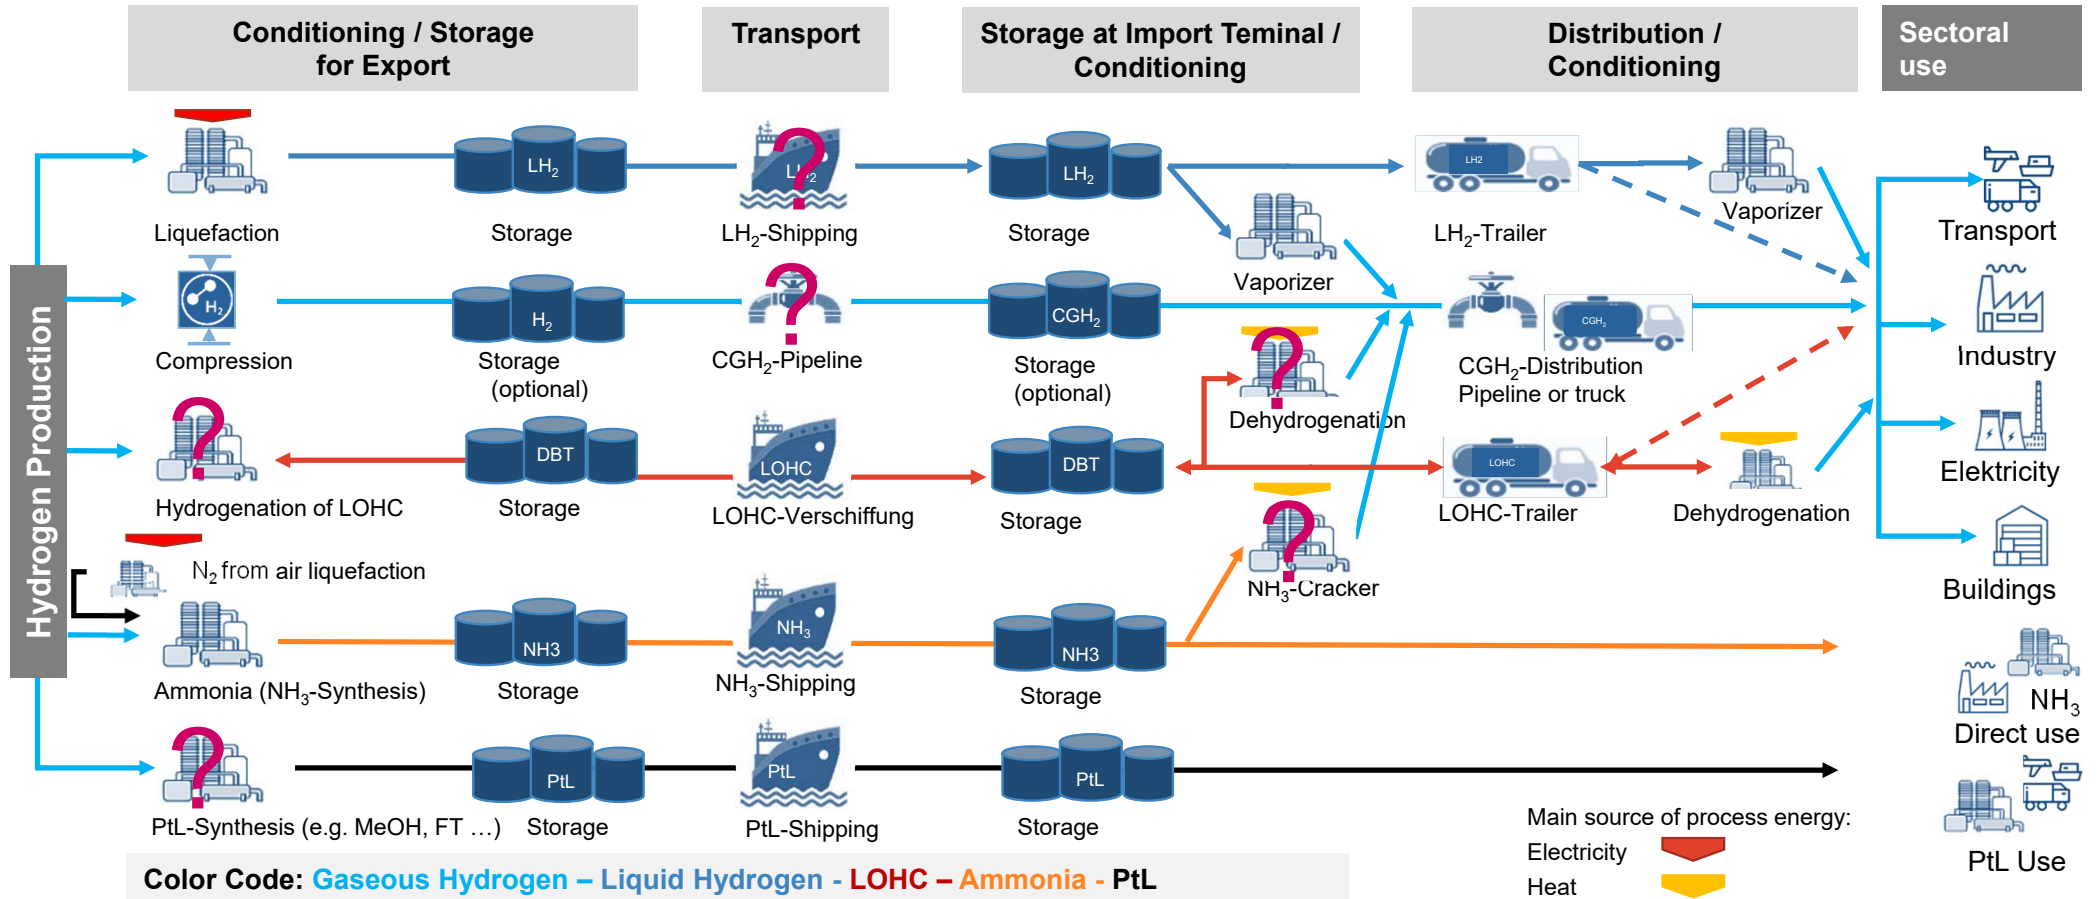 Conditioning / Storage
for Export
Transport
Storage at Import Teminal /
Conditioning
Distribution /
Conditioning
Sectoral
use
Hydrogen Production
LH2
?
LH2
LH2
LH2
Liquefaction
Storage
LH2-Shipping
Storage
Vaporizer
LH2-Trailer
Vaporizer
Transport
H2
H2
?
CGH2
CGH2
Compression
Storage
(optional)
CGH2-Pipeline
Storage
(optional)
?
Dehydrogenation
CGH2-Distribution
Pipeline or truck
Industry
?
DBT
LOHC
DBT
LOHC
Hydrogenation of LOHC
Storage
LOHC-Verschiffung
Storage
LOHC-Trailer
Dehydrogenation
Elektricity
?
NH3-Cracker
Buildings
N2 from air liquefaction
NH3
NH3
NH3
Ammonia (NH3-Synthesis)
Storage
NH3-Shipping
Storage
NH3
Direct use
?
PtL
PtL
PtL
PtL-Synthesis (e.g. MeOH, FT …)
Storage
PtL-Shipping
Storage
PtL Use
Main source of process energy:
Electricity
Heat
Color Code: Gaseous Hydrogen – Liquid Hydrogen - LOHC – Ammonia - PtL